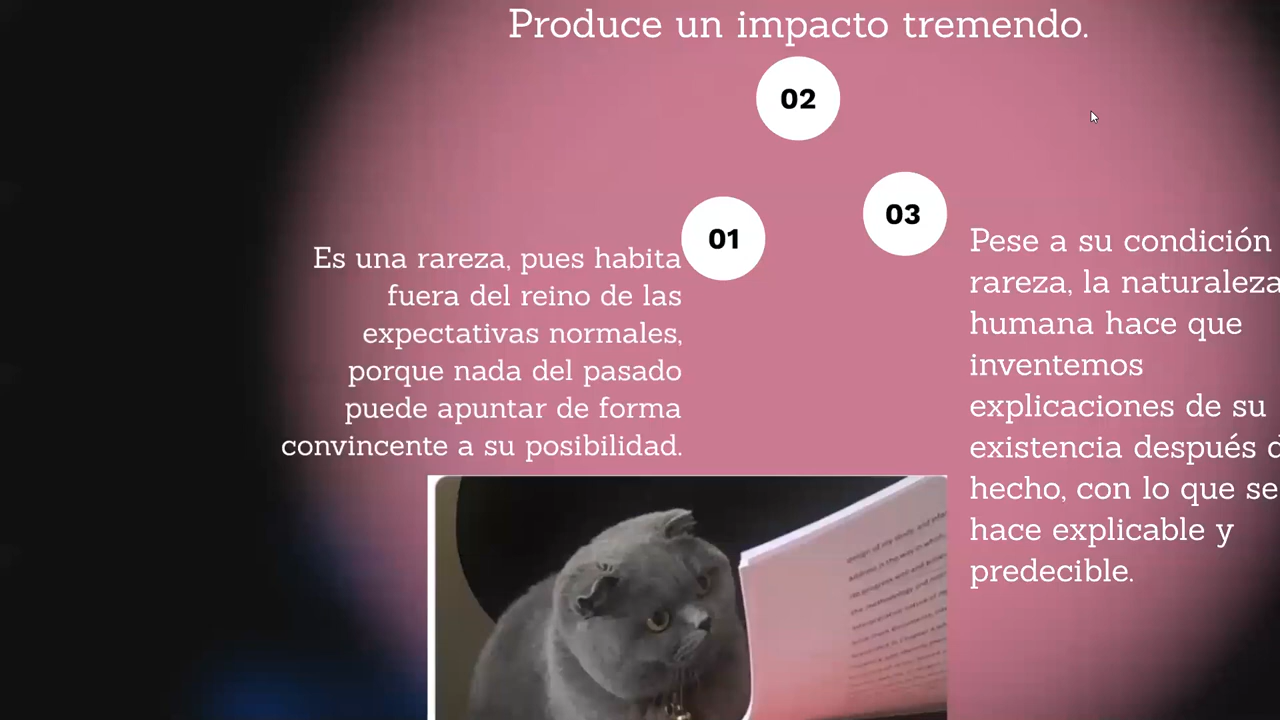 Produce un impacto tremendo.
02
03
01
Es una rareza, pues habita
fuera del reino de las
expectativas normales,
porque nada del pasado
puede apuntar de forma
convincente a su posibilidad.
Pese a su condición
rareza, la naturaleza
humana hace que
inventemos
explicaciones de su
existencia después
hecho, con lo que se
hace explicable y
predecible.